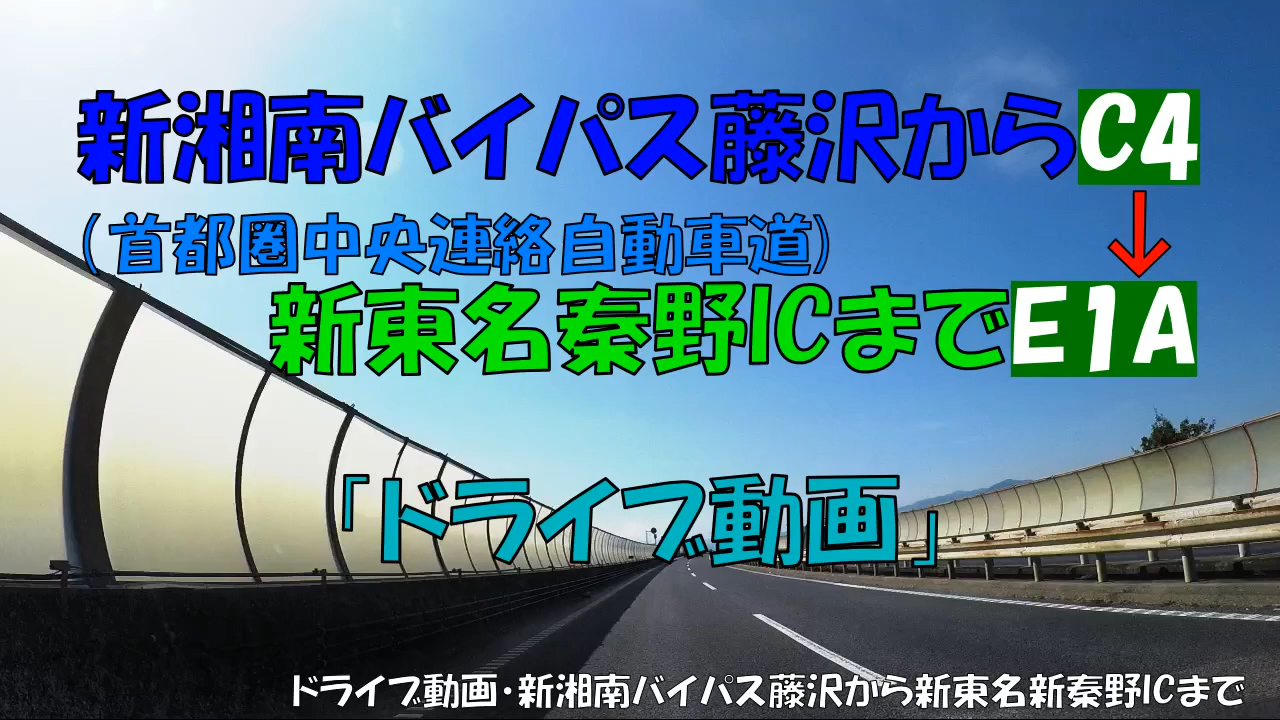 新湘南バイパス藤沢からC4
↓
(首都圏中央連絡自動車道)
新東名秦野ICまでE1A
「ドライブ動画」
ドライブ動画・新湘南バイパス藤沢から新東名新秦野ICまで